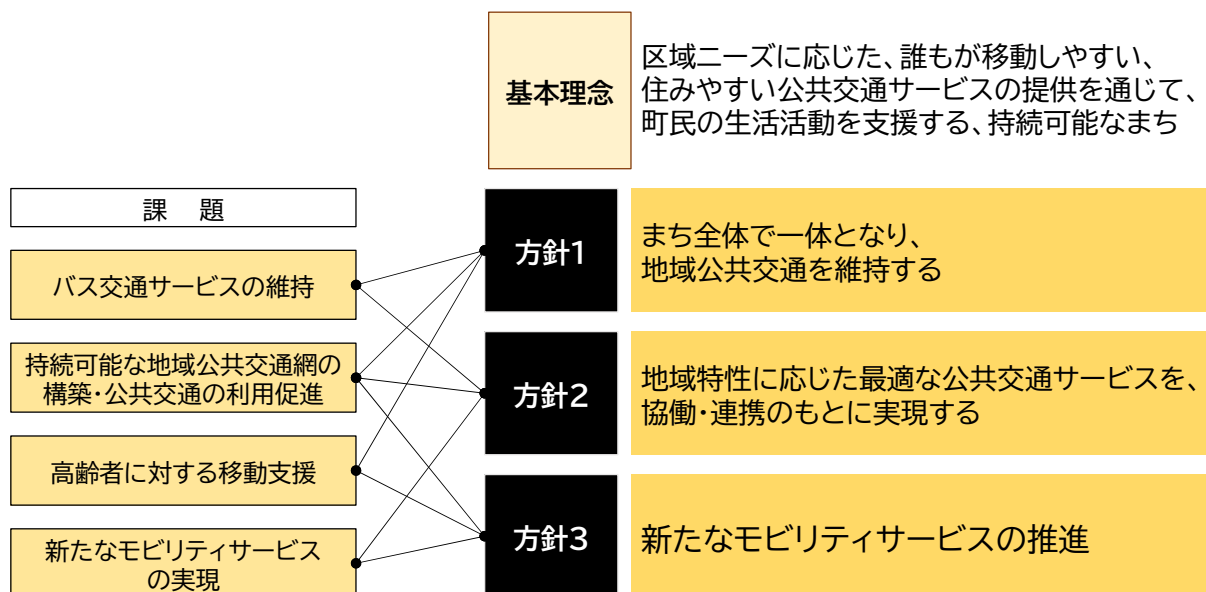 基本理念
区域ニーズに応じた、誰もが移動しやすい、
住みやすい公共交通サービスの提供を通じて、
町民の生活活動を支援する、持続可能なまち
課　題
バス交通サービスの維持
持続可能な地域公共交通網の
構築・公共交通の利用促進
高齢者に対する移動支援
新たなモビリティサービス
の実現
方針1
まち全体で一体となり、
地域公共交通を維持する
方針2
地域特性に応じた最適な公共交通サービスを、
協働・連携のもとに実現する
方針3
新たなモビリティサービスの推進